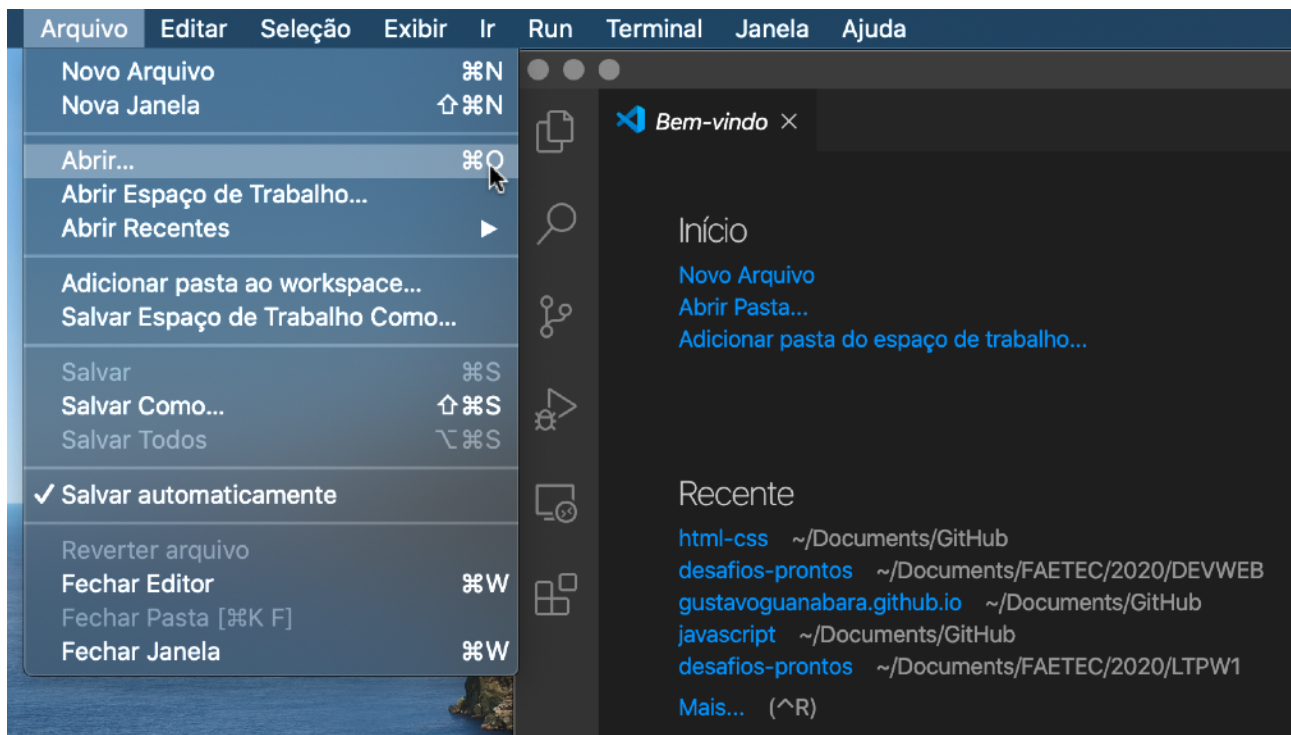 Arquivo Editar Seleção Exibir Ir Run Terminal Janela Ajuda
Novo Arquivo ⌘N
Nova Janela ⇧⌘N
Abrir... ⌘O
Abrir Espaço de Trabalho...
Abrir Recentes ▶
Adicionar pasta ao workspace...
Salvar Espaço de Trabalho Como...
Salvar ⌘S
Salvar Como... ⇧⌘S
Salvar Todos ⌥⌘S
✓ Salvar automaticamente
Reverter arquivo
Fechar Editor ⌘W
Fechar Pasta [⌘K F]
Fechar Janela ⌘W
Bem-vindo ×
Início
Novo Arquivo
Abrir Pasta...
Adicionar pasta do espaço de trabalho...
Recente
html-css ~/Documents/GitHub
desafios-prontos ~/Documents/FAETEC/2020/DEVWEB
gustavoguanabara.github.io ~/Documents/GitHub
javascript ~/Documents/GitHub
desafios-prontos ~/Documents/FAETEC/2020/LTPW1
Mais... (^R)